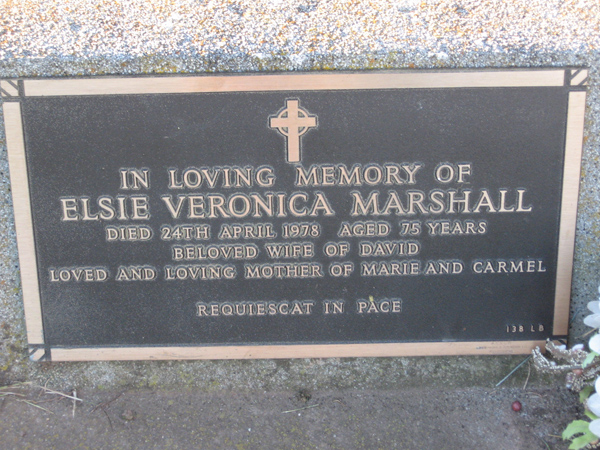 IN LOVING MEMORY OF
ELSIE VERONICA MARSHALL
DIED 24TH APRIL 1978 AGED 75 YEARS
BELOVED WIFE OF DAVID
LOVED AND LOVING MOTHER OF MARIE AND CARMEL
REQUIESCAT IN PACE
138 L B